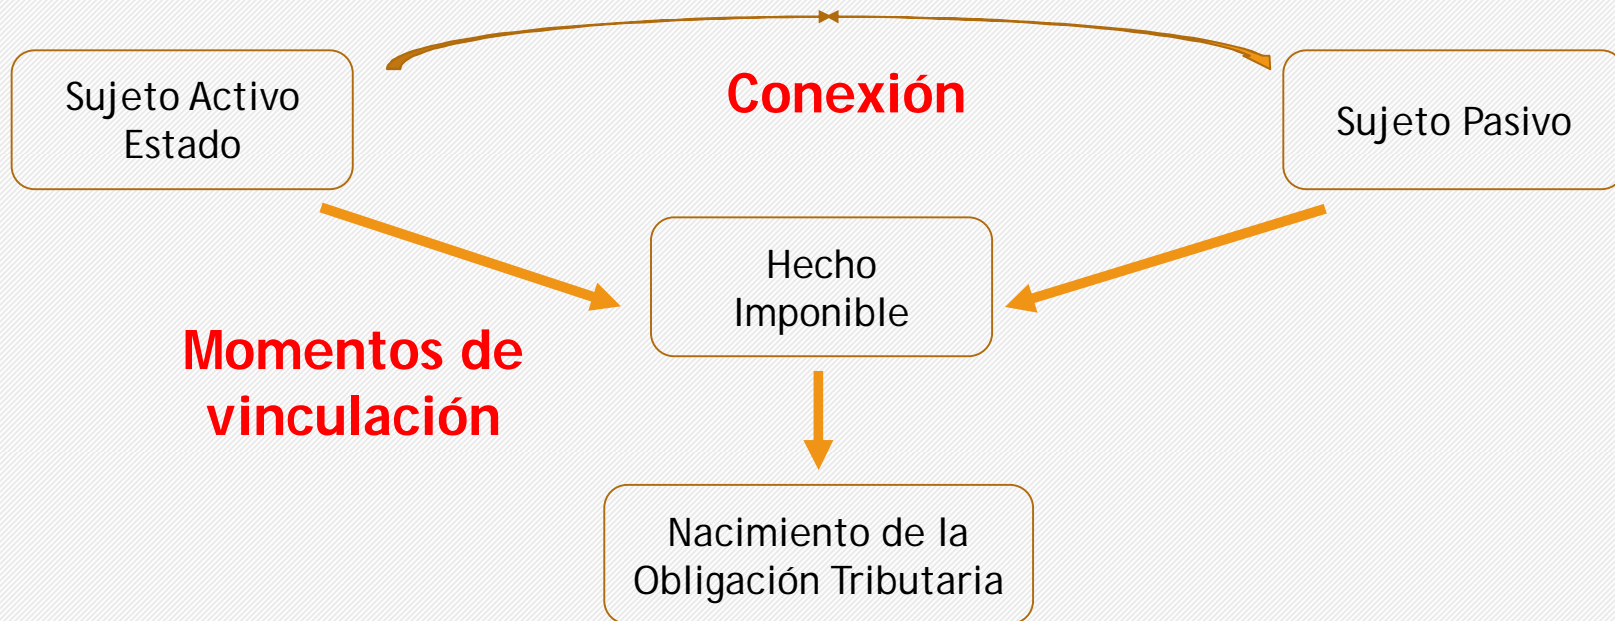 Sujeto Activo
Estado
Conexión
Sujeto Pasivo
Hecho
Imponible
Momentos de
vinculación
Nacimiento de la
Obligación Tributaria